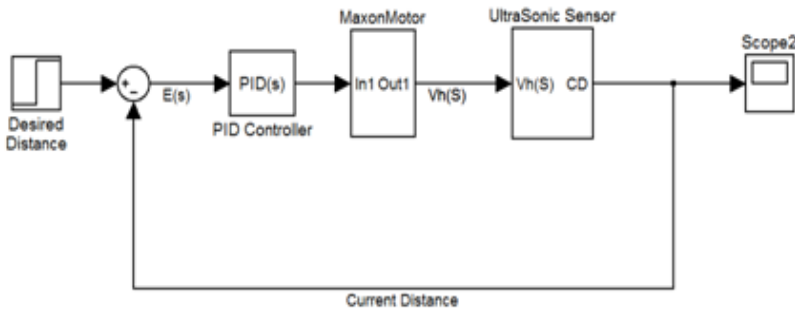 MaxonMotor
UltraSonic Sensor
Scope2
PID(s)
In1 Out1
Vh(S) CD
E(s)
Vh(S)
Desired
Distance
PID Controller
Current Distance